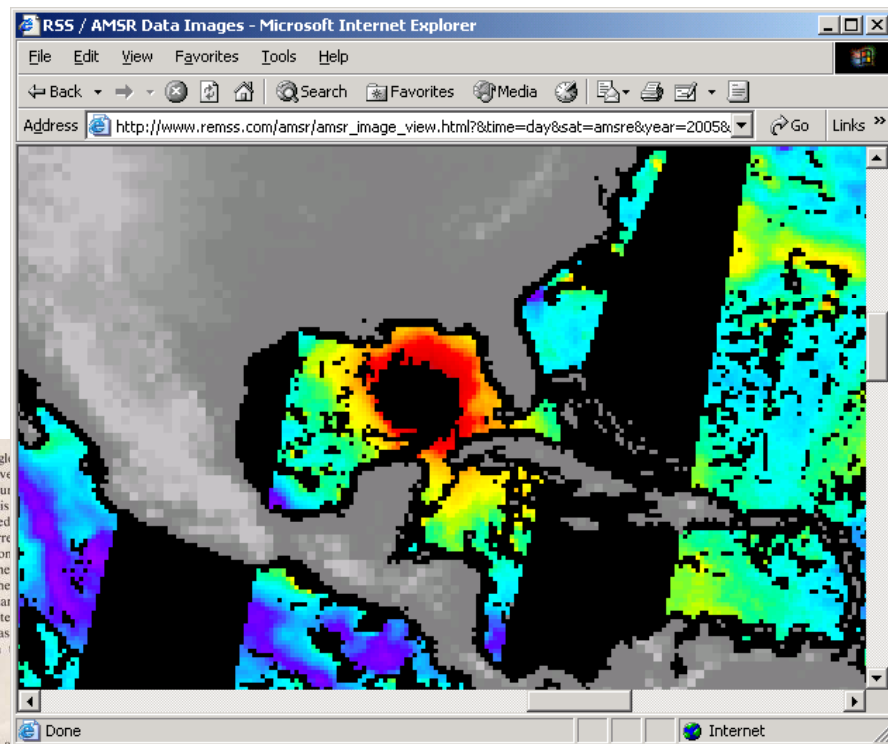 RSS / AMSR Data Images - Microsoft Internet Explorer
File Edit View Favorites Tools Help
Back Search Favorites Media
Address http://www.remss.com/amsr/amsr_image_view.html?&time=day&sat=amsre&year=2005& Go Links »
Done Internet